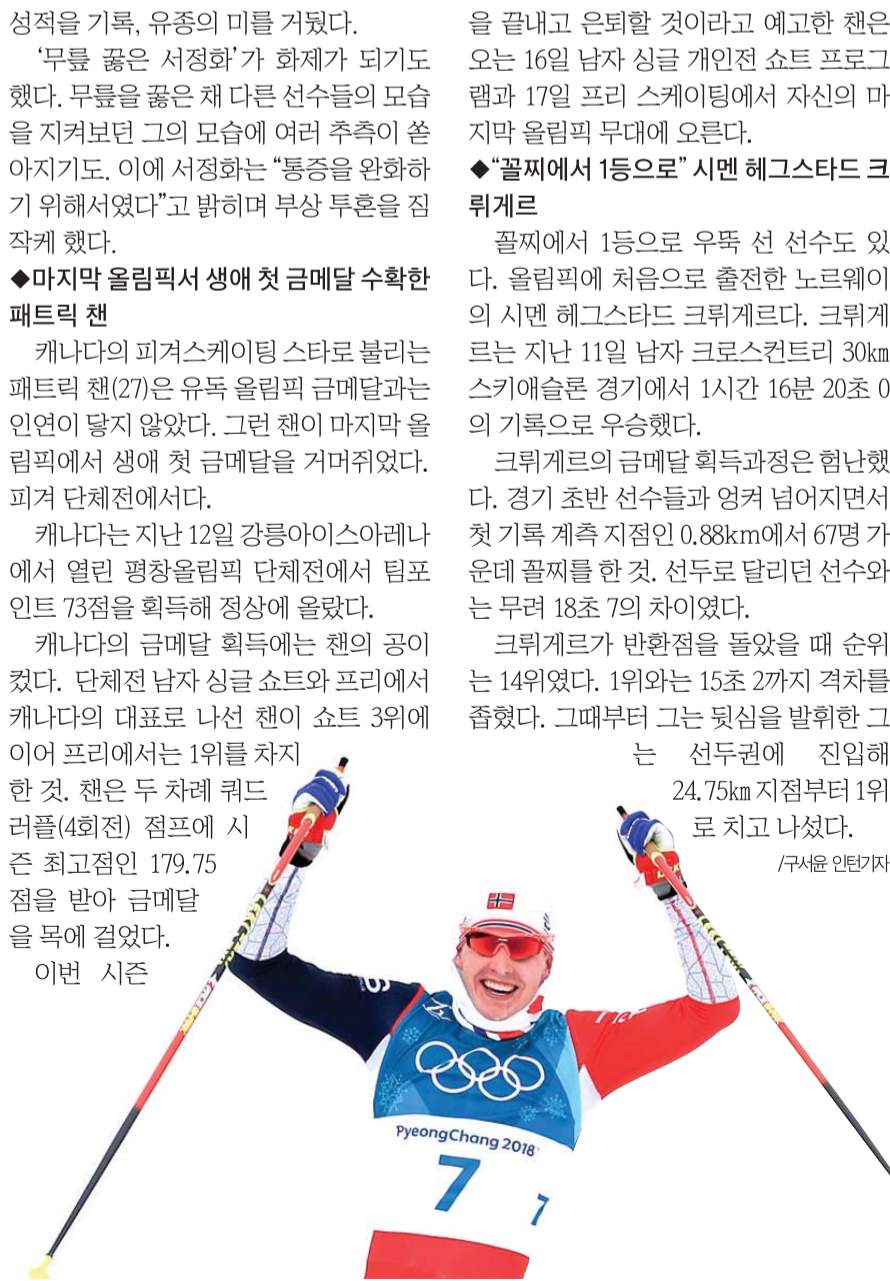 성적을 기록, 유종의 미를 거뒀다.
'무릎 꿇은 서정화'가 화제가 되기도
했다. 무릎을 꿇은 채 다른 선수들의 모습
을 지켜보던 그의 모습에 여러 추측이 쏟
아지기도. 이에 서정화는 “통증을 완화하
기 위해서였다”고 밝히며 부상 투혼을 짐
작케 했다.
◆마지막 올림픽서 생애 첫 금메달 수확한
패트릭 챈
캐나다의 피겨스케이팅 스타로 불리는
패트릭 챈(27)은 유독 올림픽 금메달과는
인연이 닿지 않았다. 그런 챈이 마지막 올
림픽에서 생애 첫 금메달을 거머쥐었다.
피겨 단체전에서다.
캐나다는 지난 12일 강릉아이스아레나
에서 열린 평창올림픽 단체전에서 팀포
인트 73점을 획득해 정상에 올랐다.
캐나다의 금메달 획득에는 챈의 공이
컸다. 단체전 남자 싱글 쇼트와 프리에서
캐나다의 대표로 나선 챈이 쇼트 3위에
이어 프리에서는 1위를 차지
한 것. 챈은 두 차례 쿼드
러플(4회전) 점프에 시
즌 최고점인 179.75
점을 받아 금메달
을 목에 걸었다.
이번 시즌
을 끝내고 은퇴할 것이라고 예고한 챈은
오는 16일 남자 싱글 개인전 쇼트 프로그
램과 17일 프리 스케이팅에서 자신의 마
지막 올림픽 무대에 오른다.
◆“꼴찌에서 1등으로” 시멘 헤그스타드 크
뤼게르
꼴찌에서 1등으로 우뚝 선 선수도 있
다. 올림픽에 처음으로 출전한 노르웨이
의 시멘 헤그스타드 크뤼게르다. 크뤼게
르는 지난 11일 남자 크로스컨트리 30㎞
스키애슬론 경기에서 1시간 16분 20초 0
의 기록으로 우승했다.
크뤼게르의 금메달 획득과정은 험난했
다. 경기 초반 선수들과 엉켜 넘어지면서
첫 기록 계측 지점인 0.88km에서 67명 가
운데 꼴찌를 한 것. 선두로 달리던 선수와
는 무려 18초 7의 차이였다.
크뤼게르가 반환점을 돌았을 때 순위
는 14위였다. 1위와는 15초 2까지 격차를
좁혔다. 그때부터 그는 뒷심을 발휘한 그
는 선두권에 진입해
24.75㎞ 지점부터 1위
로 치고 나섰다.
/구서윤 인턴기자
PyeongChang 2018
7
7